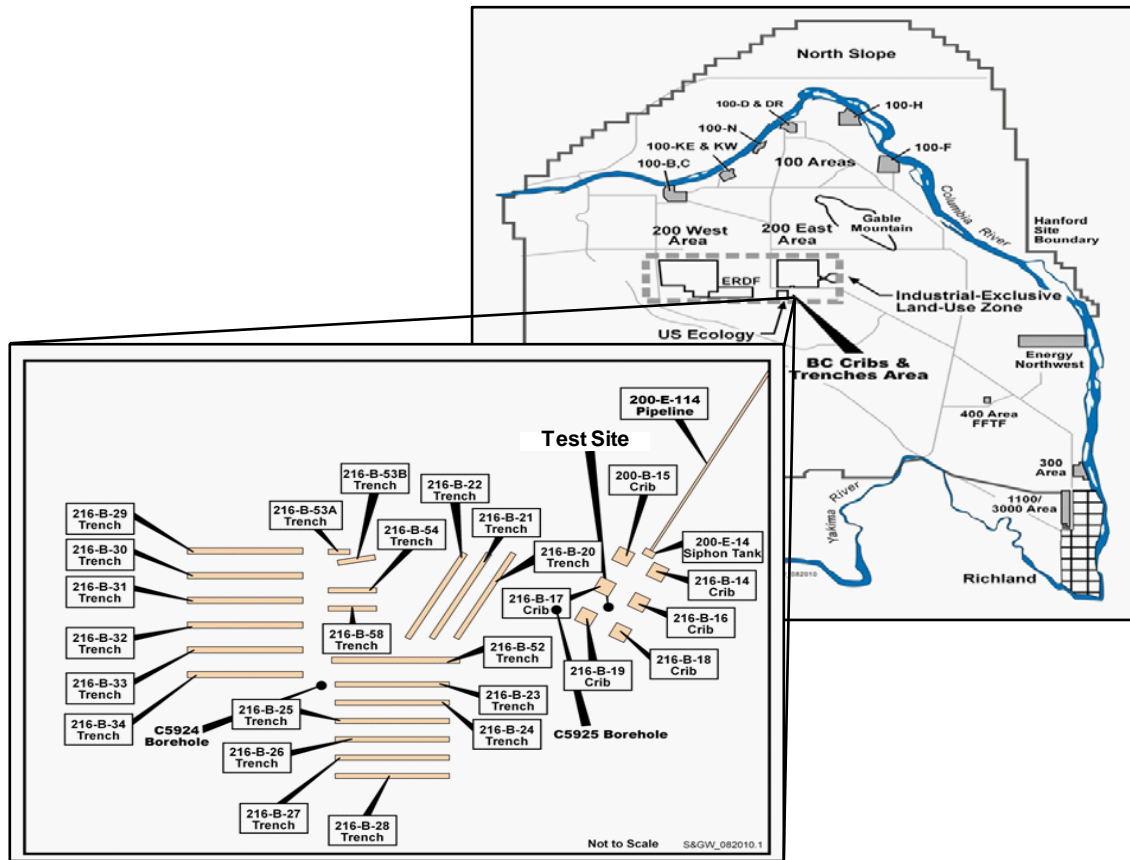 North Slope
100-D & DR
100-H
100-N
100-KE & KW
100-F
100-B,C
100 Areas
Columbia River
Gable
Mountain
Hanford
Site
Boundary
200 West
Area
200 East
Area
ERDF
Industrial-Exclusive
Land-Use Zone
US Ecology
BC Cribs &
Trenches Area
Energy
Northwest
400 Area
FFTF
300
Area
1100/
3000 Area
Yakima River
Richland
200-E-114
Pipeline
Test Site
216-B-53B
Trench
216-B-22
Trench
200-B-15
Crib
216-B-29
Trench
216-B-53A
Trench
216-B-54
Trench
216-B-21
Trench
200-E-14
Siphon Tank
216-B-30
Trench
216-B-20
Trench
216-B-14
Crib
216-B-31
Trench
216-B-17
Crib
216-B-16
Crib
216-B-32
Trench
216-B-58
Trench
216-B-52
Trench
216-B-19
Crib
216-B-18
Crib
216-B-33
Trench
216-B-23
Trench
216-B-34
Trench
C5924
Borehole
216-B-25
Trench
216-B-24
Trench
C5925 Borehole
216-B-26
Trench
216-B-27
Trench
216-B-28
Trench
Not to Scale
S&GW_082010.1